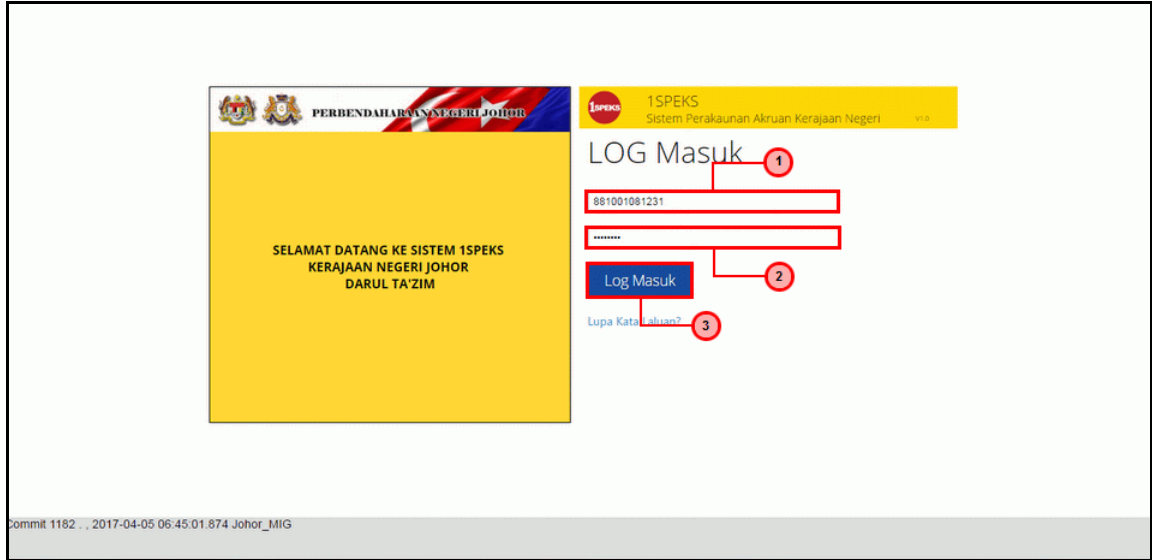 PERBENDAHARAAN NEGERI JOHOR
1SPEKS
1SPEKS
Sistem Perakaunan Akruan Kerajaan Negeri V1.0
LOG Masuk
1
881001081231
........
2
Log Masuk
Lupa Kata Laluan?
3
SELAMAT DATANG KE SISTEM 1SPEKS
KERAJAAN NEGERI JOHOR
DARUL TA'ZIM
Commit 1182 . , 2017-04-05 06:45:01.874 Johor_MIG